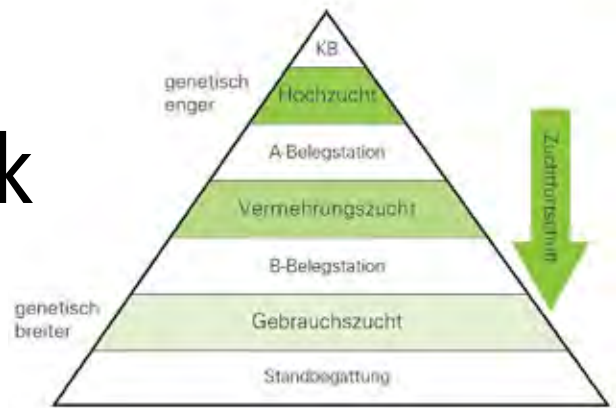 KB
genetisch
enger
Hochzucht
A-Belegstation
k
Vermehrungszucht
Zuchtfortschritt
B-Belegstation
genetisch
breiter
Gebrauchszucht
Standbegattung